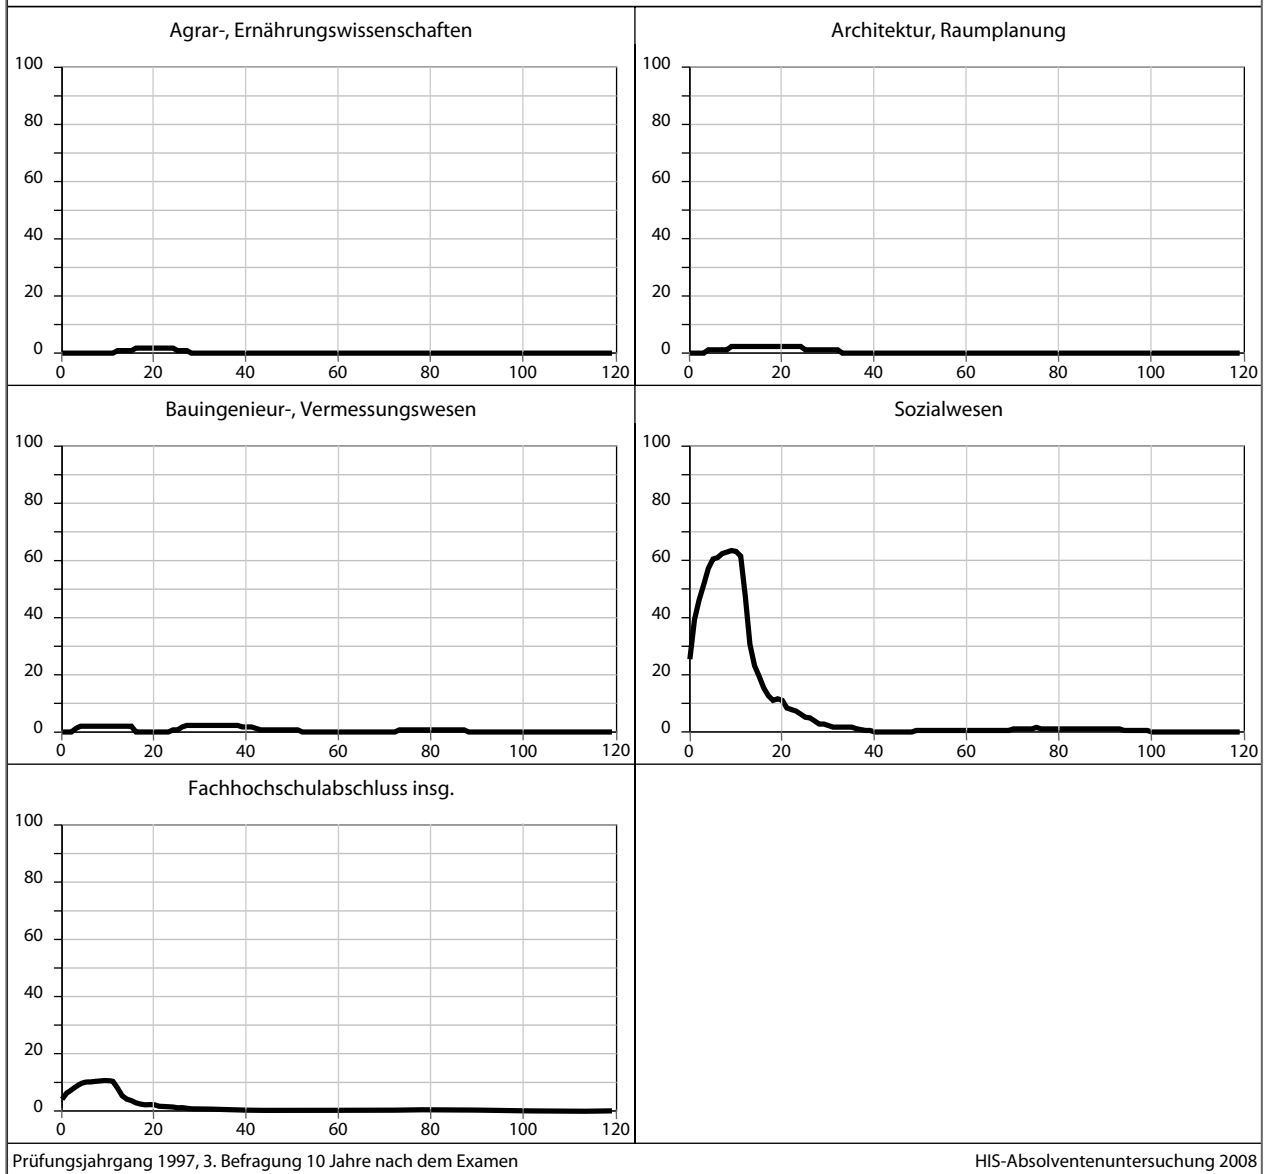 Agrar-, Ernährungswissenschaften
100
80
60
40
20
0
0 20 40 60 80 100 120
Architektur, Raumplanung
100
80
60
40
20
0
0 20 40 60 80 100 120
Bauingenieur-, Vermessungswesen
100
80
60
40
20
0
0 20 40 60 80 100 120
Sozialwesen
100
80
60
40
20
0
0 20 40 60 80 100 120
Fachhochschulabschluss insg.
100
80
60
40
20
0
0 20 40 60 80 100 120
Prüfungsjahrgang 1997, 3. Befragung 10 Jahre nach dem Examen
HIS-Absolventenuntersuchung 2008